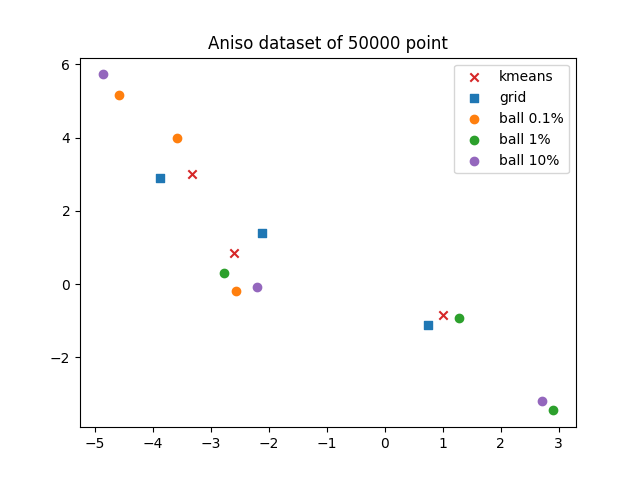 Aniso dataset of 50000 point
kmeans
grid
ball 0.1%
ball 1%
ball 10%
6
4
2
0
−2
−5 −4 −3 −2 −1 0 1 2 3